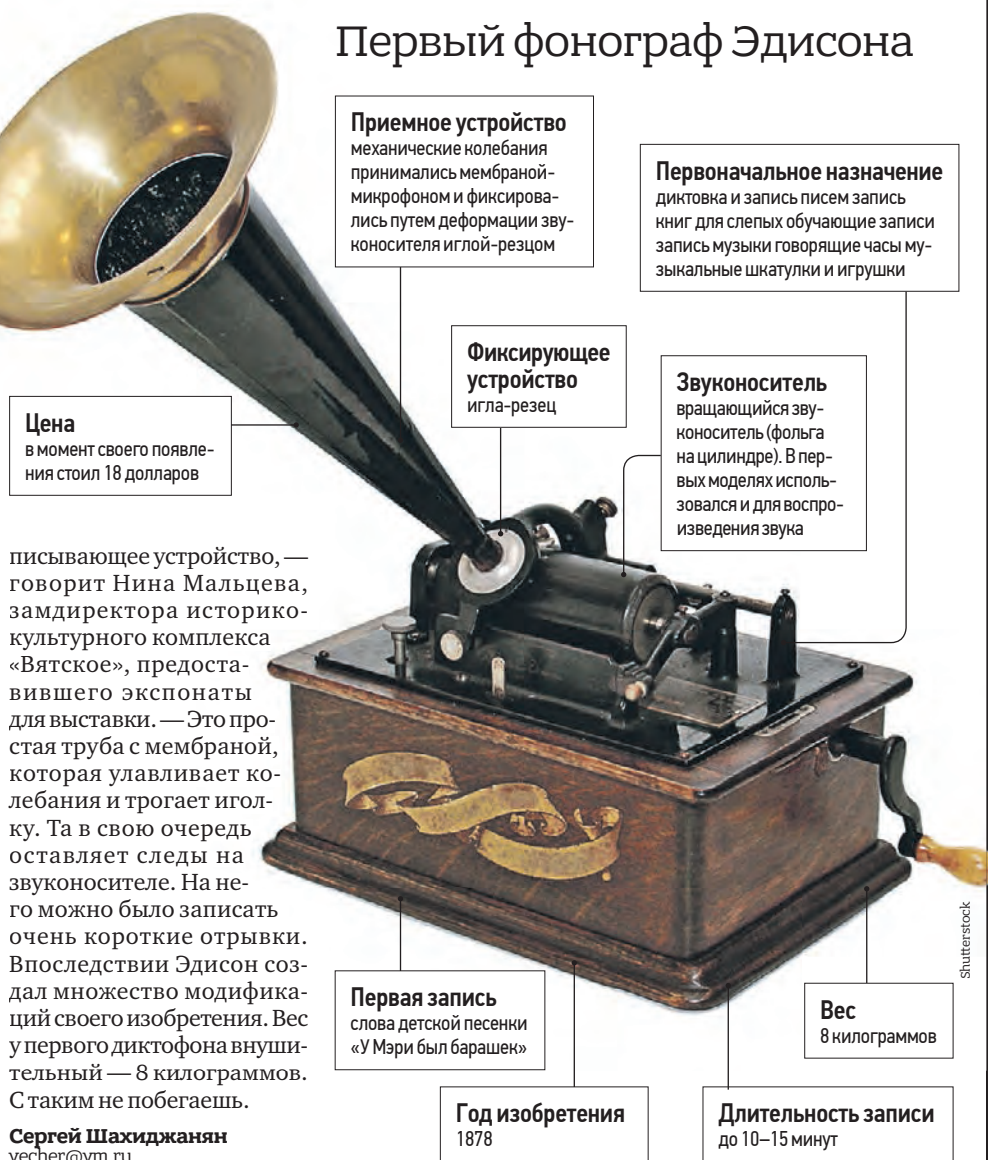 Первый фонограф Эдисона
Приемное устройство
механические колебания
принимались мембраной-
микрофоном и фиксирова-
лись путем деформации зву-
коносителя иглой-резцом
Первоначальное назначение
диктовка и запись писем запись
книг для слепых обучающие записи
запись музыки говорящие часы му-
зыкальные шкатулки и игрушки
Фиксирующее
устройство
игла-резец
Звуконоситель
вращающийся зву-
коноситель (фольга
на цилиндре). В пер-
вых моделях исполь-
зовался и для воспро-
изведения звука
Цена
в момент своего появле-
ния стоил 18 долларов
писывающее устройство, —
говорит Нина Мальцева,
замдиректора историко-
культурного комплекса
«Вятское», предоста-
вившего экспонаты
для выставки. — Это про-
стая труба с мембраной,
которая улавливает ко-
лебания и трогает игол-
ку. Та в свою очередь
оставляет следы на
звуконосителе. На не-
го можно было записать
очень короткие отрывки.
Впоследствии Эдисон соз-
дал множество модифика-
ций своего изобретения. Вес
у первого диктофона внуши-
тельный — 8 килограммов.
С таким не побегаешь.
Сергей Шахиджанян
vecher@vm.ru
Shutterstock
Первая запись
слова детской песенки
«У Мэри был барашек»
Вес
8 килограммов
Год изобретения
1878
Длительность записи
до 10–15 минут